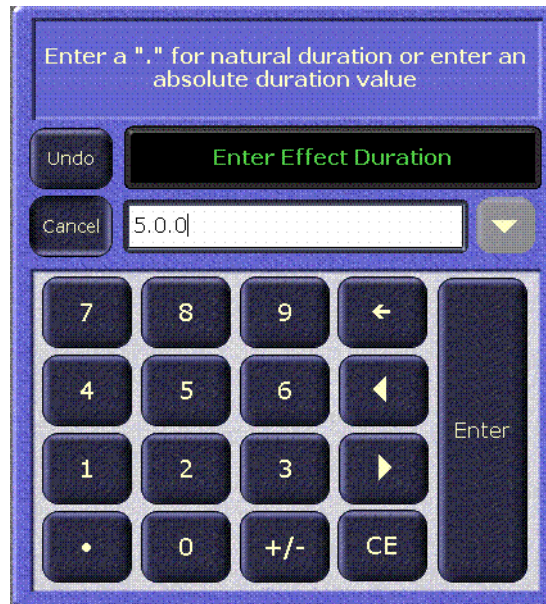 Enter a "." for natural duration or enter an
absolute duration value
Undo
Enter Effect Duration
Cancel
5.0.0
7 8 9 ←
4 5 6 ◀
Enter
1 2 3 ▶
• 0 +/- CE